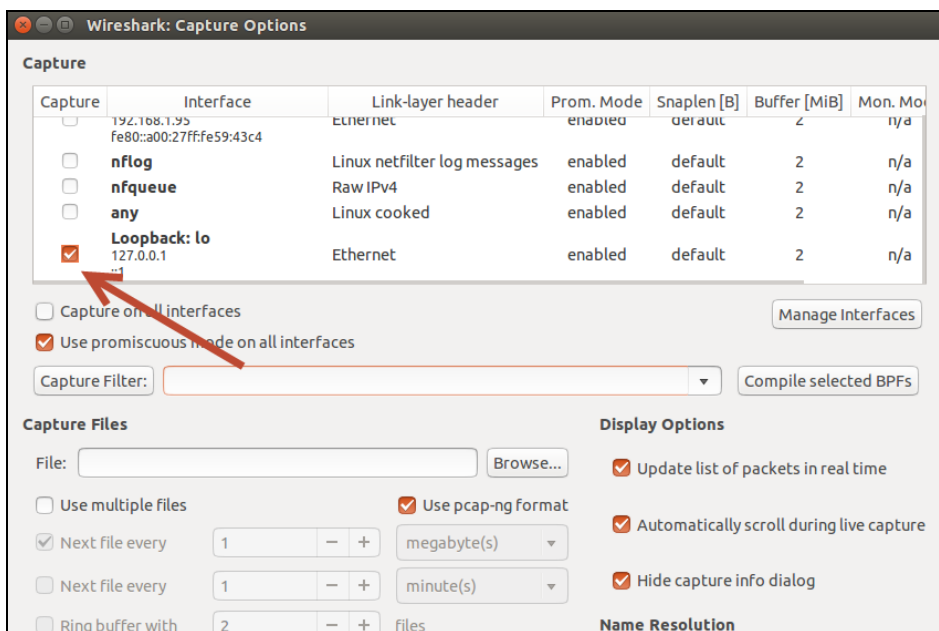 Wireshark: Capture Options
Capture
Capture Interface Link-layer header Prom. Mode Snaplen [B] Buffer [MiB] Mon. Mo
192.168.1.95 Ethernet enabled default 2 n/a
fe80::a00:27ff:fe59:43c4
nflog Linux netfilter log messages enabled default 2 n/a
nfqueue Raw IPv4 enabled default 2 n/a
any Linux cooked enabled default 2 n/a
Loopback: lo
127.0.0.1 Ethernet enabled default 2 n/a
::1
Capture on all interfaces Manage Interfaces
Use promiscuous mode on all interfaces
Capture Filter: Compile selected BPFs
Capture Files Display Options
File: Browse... Update list of packets in real time
Use multiple files Use pcap-ng format
Automatically scroll during live capture
Next file every 1 − + megabyte(s)
Next file every 1 − + minute(s) Hide capture info dialog
Ring buffer with 2 − + files Name Resolution